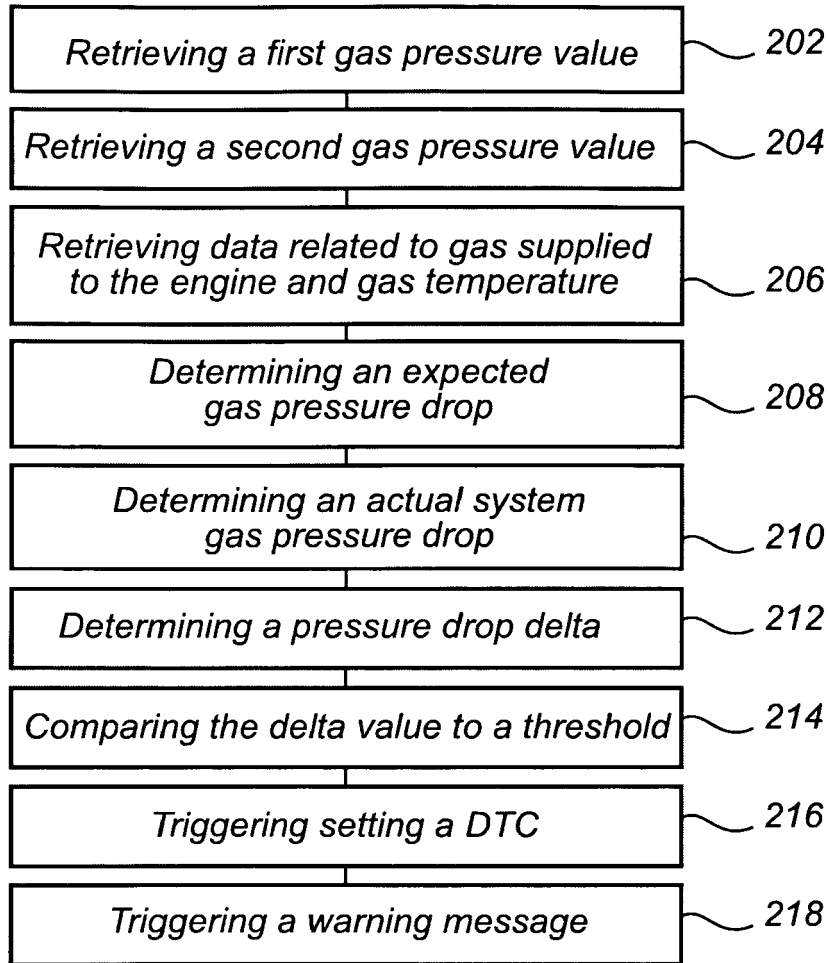 Retrieving a first gas pressure value
202
Retrieving a second gas pressure value
204
Retrieving data related to gas supplied
to the engine and gas temperature
206
Determining an expected
gas pressure drop
208
Determining an actual system
gas pressure drop
210
Determining a pressure drop delta
212
Comparing the delta value to a threshold
214
Triggering setting a DTC
216
Triggering a warning message
218